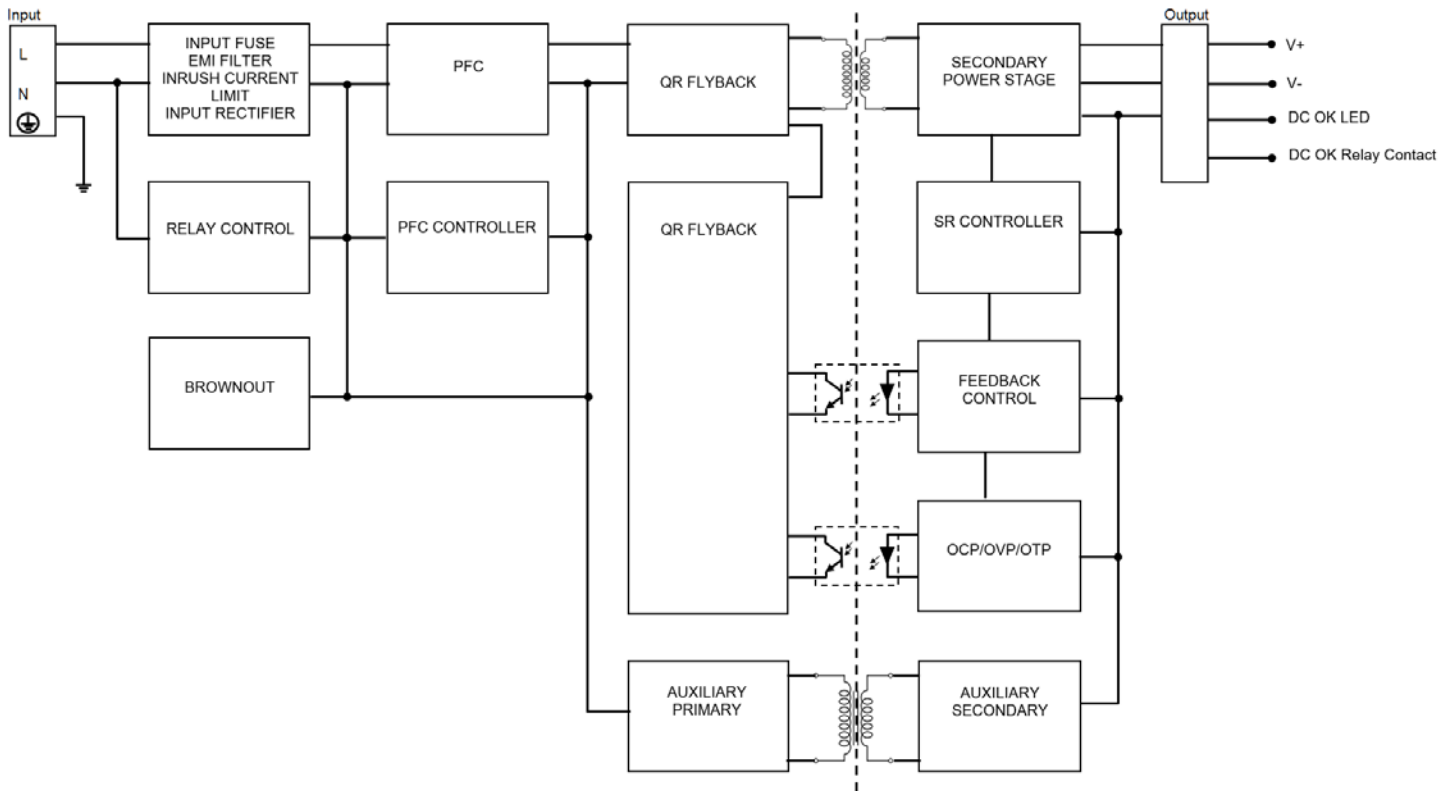 Input
Output
L
N
INPUT FUSE
EMI FILTER
INRUSH CURRENT
LIMIT
INPUT RECTIFIER
PFC
QR FLYBACK
SECONDARY
POWER STAGE
V+
V-
DC OK LED
DC OK Relay Contact
RELAY CONTROL
PFC CONTROLLER
QR FLYBACK
SR CONTROLLER
BROWNOUT
FEEDBACK
CONTROL
OCP/OVP/OTP
AUXILIARY
PRIMARY
AUXILIARY
SECONDARY